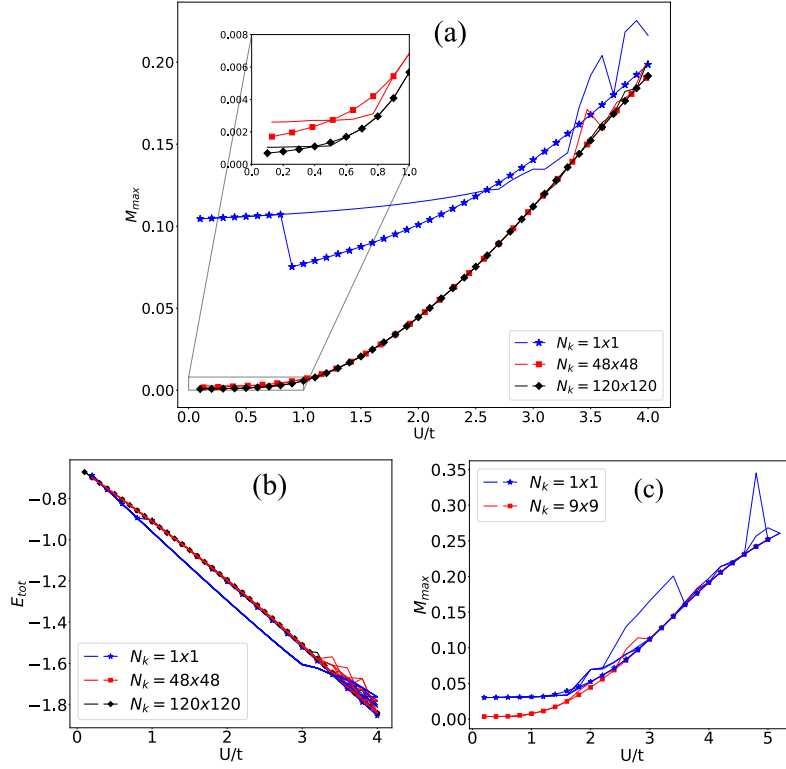 (a)
0.008
0.006
0.004
0.002
0.000
0.0 0.2 0.4 0.6 0.8 1.0
0.20
0.15
0.10
0.05
0.00
M_max
N_k = 1x1
N_k = 48x48
N_k = 120x120
0.0 0.5 1.0 1.5 2.0 2.5 3.0 3.5 4.0
U/t
(b)
−0.8
−1.0
−1.2
−1.4
−1.6
−1.8
E_tot
N_k = 1x1
N_k = 48x48
N_k = 120x120
0 1 2 3 4
U/t
(c)
0.35
0.30
0.25
0.20
0.15
0.10
0.05
0.00
M_max
N_k = 1x1
N_k = 9x9
0 1 2 3 4 5
U/t